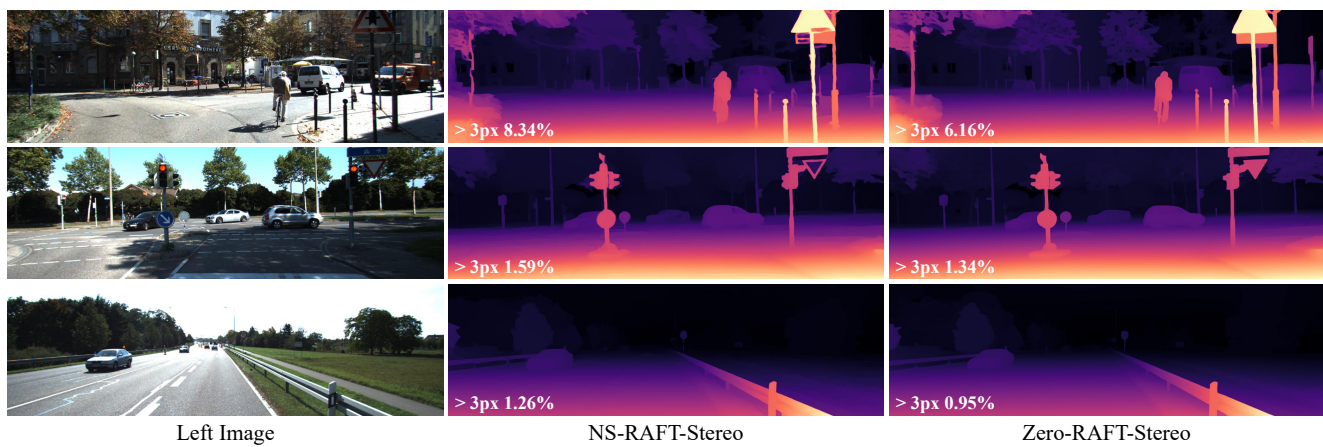 > 3px 8.34%
> 3px 6.16%
> 3px 1.59%
> 3px 1.34%
> 3px 1.26%
> 3px 0.95%
Left Image
NS-RAFT-Stereo
Zero-RAFT-Stereo